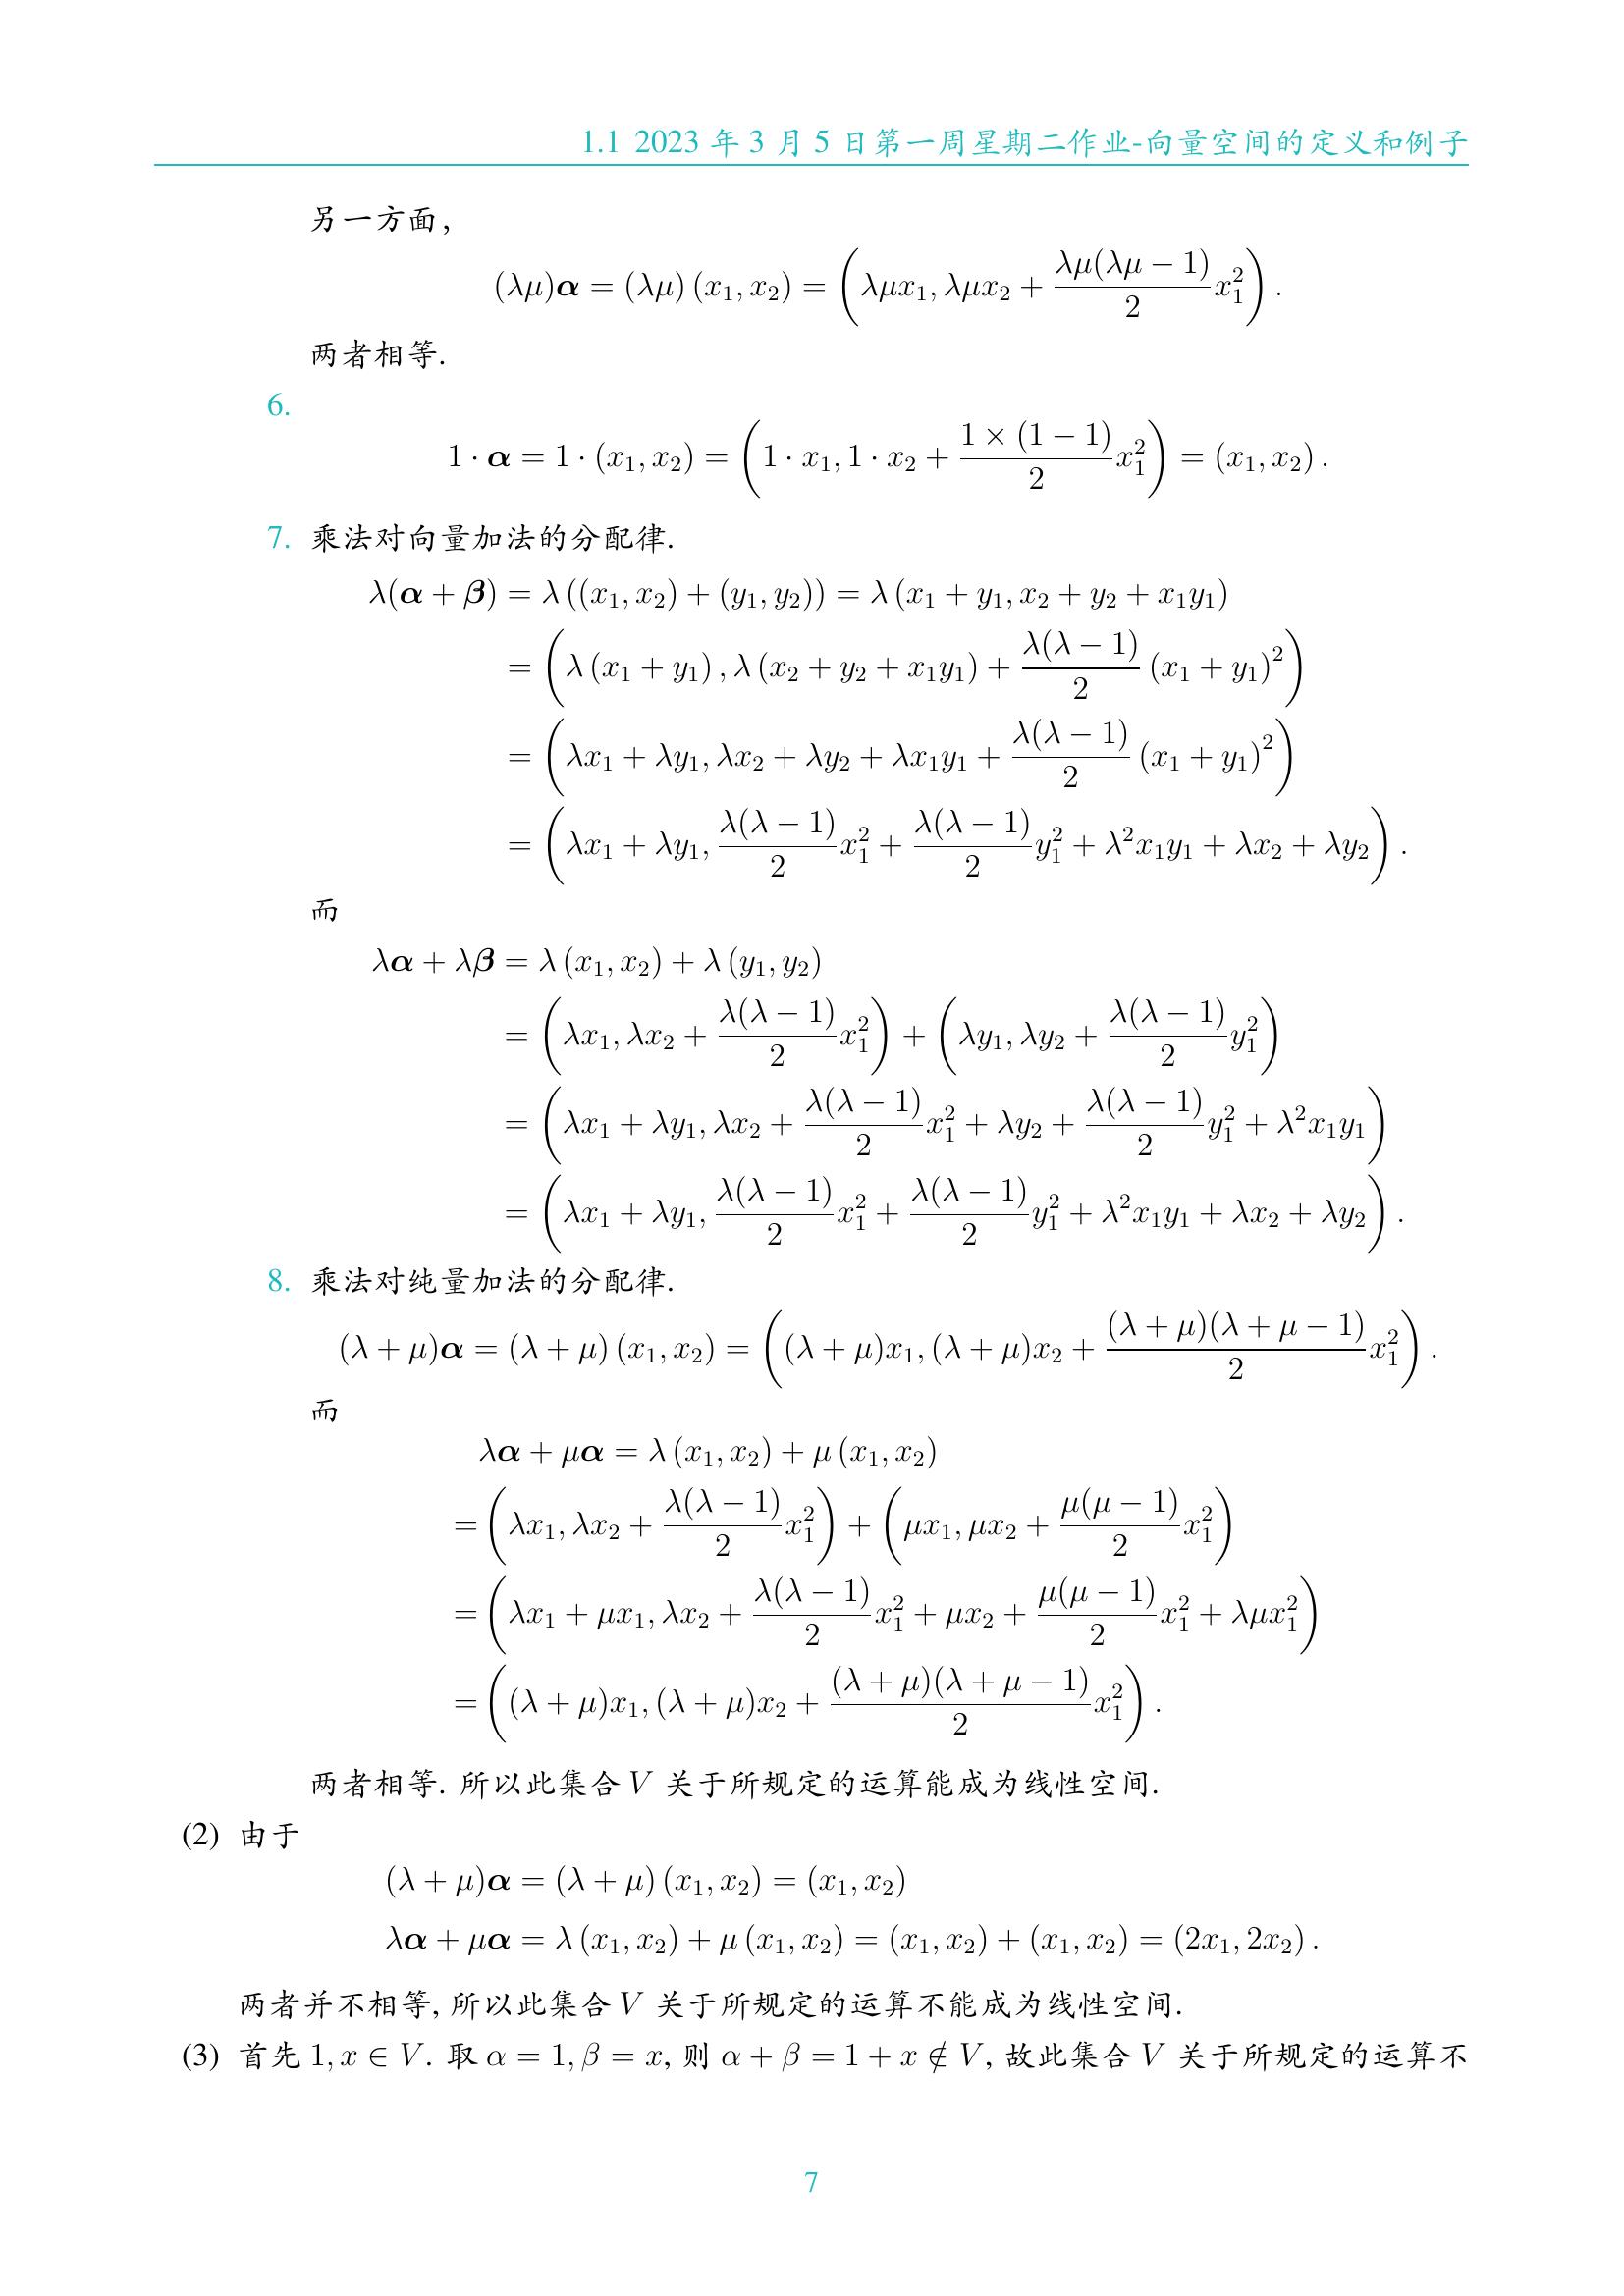 1.1 2023 年 3 月 5 日第一周星期二作业-向量空间的定义和例子
另一方面,
$(\lambda\mu)\boldsymbol{\alpha} = (\lambda\mu)(x_1, x_2) = \left(\lambda\mu x_1, \lambda\mu x_2 + \frac{\lambda\mu(\lambda\mu-1)}{2}x_1^2\right).$
两者相等.
6.
$1 \cdot \boldsymbol{\alpha} = 1 \cdot (x_1, x_2) = \left(1 \cdot x_1, 1 \cdot x_2 + \frac{1 \times (1-1)}{2}x_1^2\right) = (x_1, x_2).$
7. 乘法对向量加法的分配律.
$\lambda(\boldsymbol{\alpha} + \boldsymbol{\beta}) = \lambda((x_1, x_2) + (y_1, y_2)) = \lambda(x_1 + y_1, x_2 + y_2 + x_1y_1)$
$= \left(\lambda(x_1 + y_1), \lambda(x_2 + y_2 + x_1y_1) + \frac{\lambda(\lambda-1)}{2}(x_1 + y_1)^2\right)$
$= \left(\lambda x_1 + \lambda y_1, \lambda x_2 + \lambda y_2 + \lambda x_1y_1 + \frac{\lambda(\lambda-1)}{2}(x_1 + y_1)^2\right)$
$= \left(\lambda x_1 + \lambda y_1, \frac{\lambda(\lambda-1)}{2}x_1^2 + \frac{\lambda(\lambda-1)}{2}y_1^2 + \lambda^2x_1y_1 + \lambda x_2 + \lambda y_2\right).$
而
$\lambda\boldsymbol{\alpha} + \lambda\boldsymbol{\beta} = \lambda(x_1, x_2) + \lambda(y_1, y_2)$
$= \left(\lambda x_1, \lambda x_2 + \frac{\lambda(\lambda-1)}{2}x_1^2\right) + \left(\lambda y_1, \lambda y_2 + \frac{\lambda(\lambda-1)}{2}y_1^2\right)$
$= \left(\lambda x_1 + \lambda y_1, \lambda x_2 + \frac{\lambda(\lambda-1)}{2}x_1^2 + \lambda y_2 + \frac{\lambda(\lambda-1)}{2}y_1^2 + \lambda^2x_1y_1\right)$
$= \left(\lambda x_1 + \lambda y_1, \frac{\lambda(\lambda-1)}{2}x_1^2 + \frac{\lambda(\lambda-1)}{2}y_1^2 + \lambda^2x_1y_1 + \lambda x_2 + \lambda y_2\right).$
8. 乘法对纯量加法的分配律.
$(\lambda + \mu)\boldsymbol{\alpha} = (\lambda + \mu)(x_1, x_2) = \left((\lambda + \mu)x_1, (\lambda + \mu)x_2 + \frac{(\lambda+\mu)(\lambda+\mu-1)}{2}x_1^2\right).$
而
$\lambda\boldsymbol{\alpha} + \mu\boldsymbol{\alpha} = \lambda(x_1, x_2) + \mu(x_1, x_2)$
$= \left(\lambda x_1, \lambda x_2 + \frac{\lambda(\lambda-1)}{2}x_1^2\right) + \left(\mu x_1, \mu x_2 + \frac{\mu(\mu-1)}{2}x_1^2\right)$
$= \left(\lambda x_1 + \mu x_1, \lambda x_2 + \frac{\lambda(\lambda-1)}{2}x_1^2 + \mu x_2 + \frac{\mu(\mu-1)}{2}x_1^2 + \lambda\mu x_1^2\right)$
$= \left((\lambda + \mu)x_1, (\lambda + \mu)x_2 + \frac{(\lambda+\mu)(\lambda+\mu-1)}{2}x_1^2\right).$
两者相等. 所以此集合 $V$ 关于所规定的运算能成为线性空间.
(2) 由于
$(\lambda + \mu)\boldsymbol{\alpha} = (\lambda + \mu)(x_1, x_2) = (x_1, x_2)$
$\lambda\boldsymbol{\alpha} + \mu\boldsymbol{\alpha} = \lambda(x_1, x_2) + \mu(x_1, x_2) = (x_1, x_2) + (x_1, x_2) = (2x_1, 2x_2).$
两者并不相等, 所以此集合 $V$ 关于所规定的运算不能成为线性空间.
(3) 首先 $1, x \in V$. 取 $\alpha = 1, \beta = x$, 则 $\alpha + \beta = 1 + x \notin V$, 故此集合 $V$ 关于所规定的运算不
7